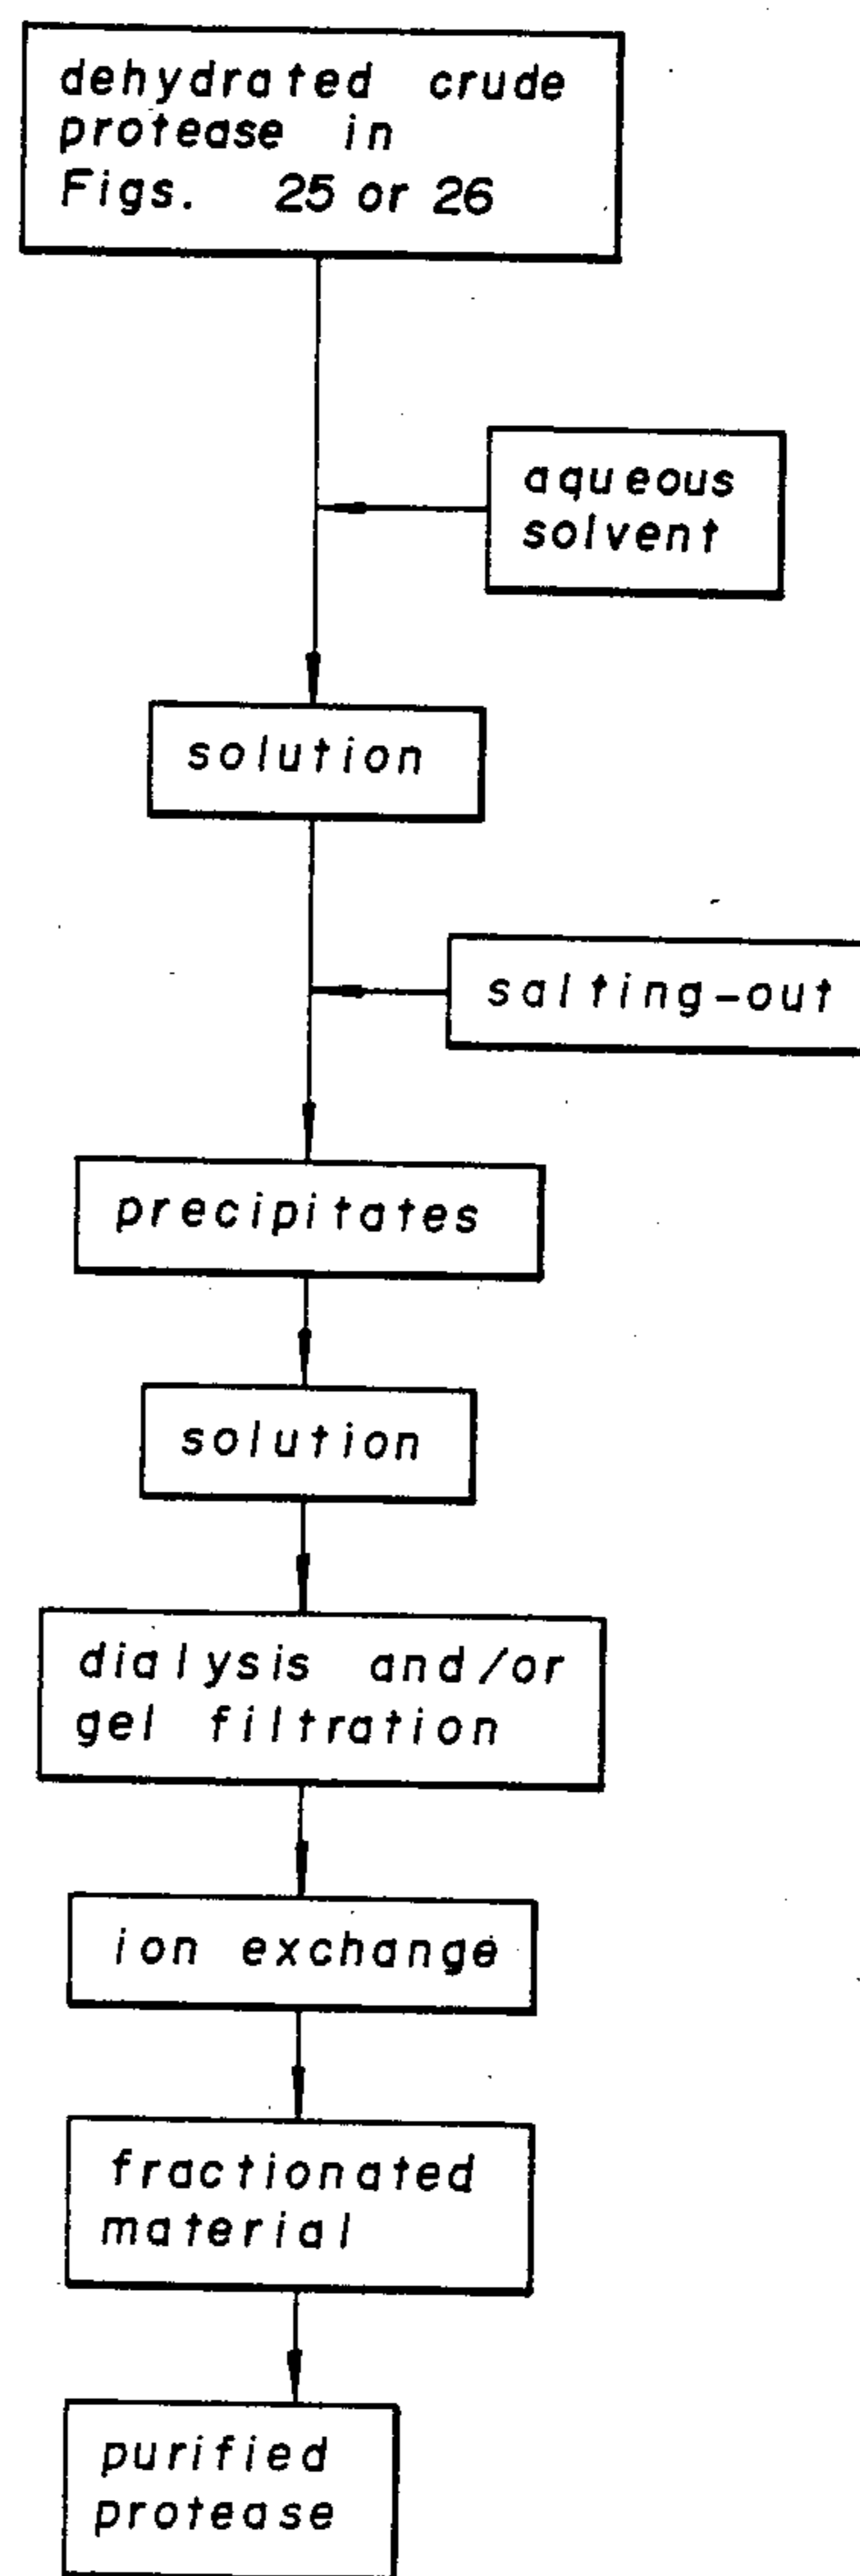 dehydrated crude
protease in
Figs. 25 or 26
aqueous
solvent
solution
salting-out
precipitates
solution
dialysis and/or
gel filtration
ion exchange
fractionated
material
purified
protease